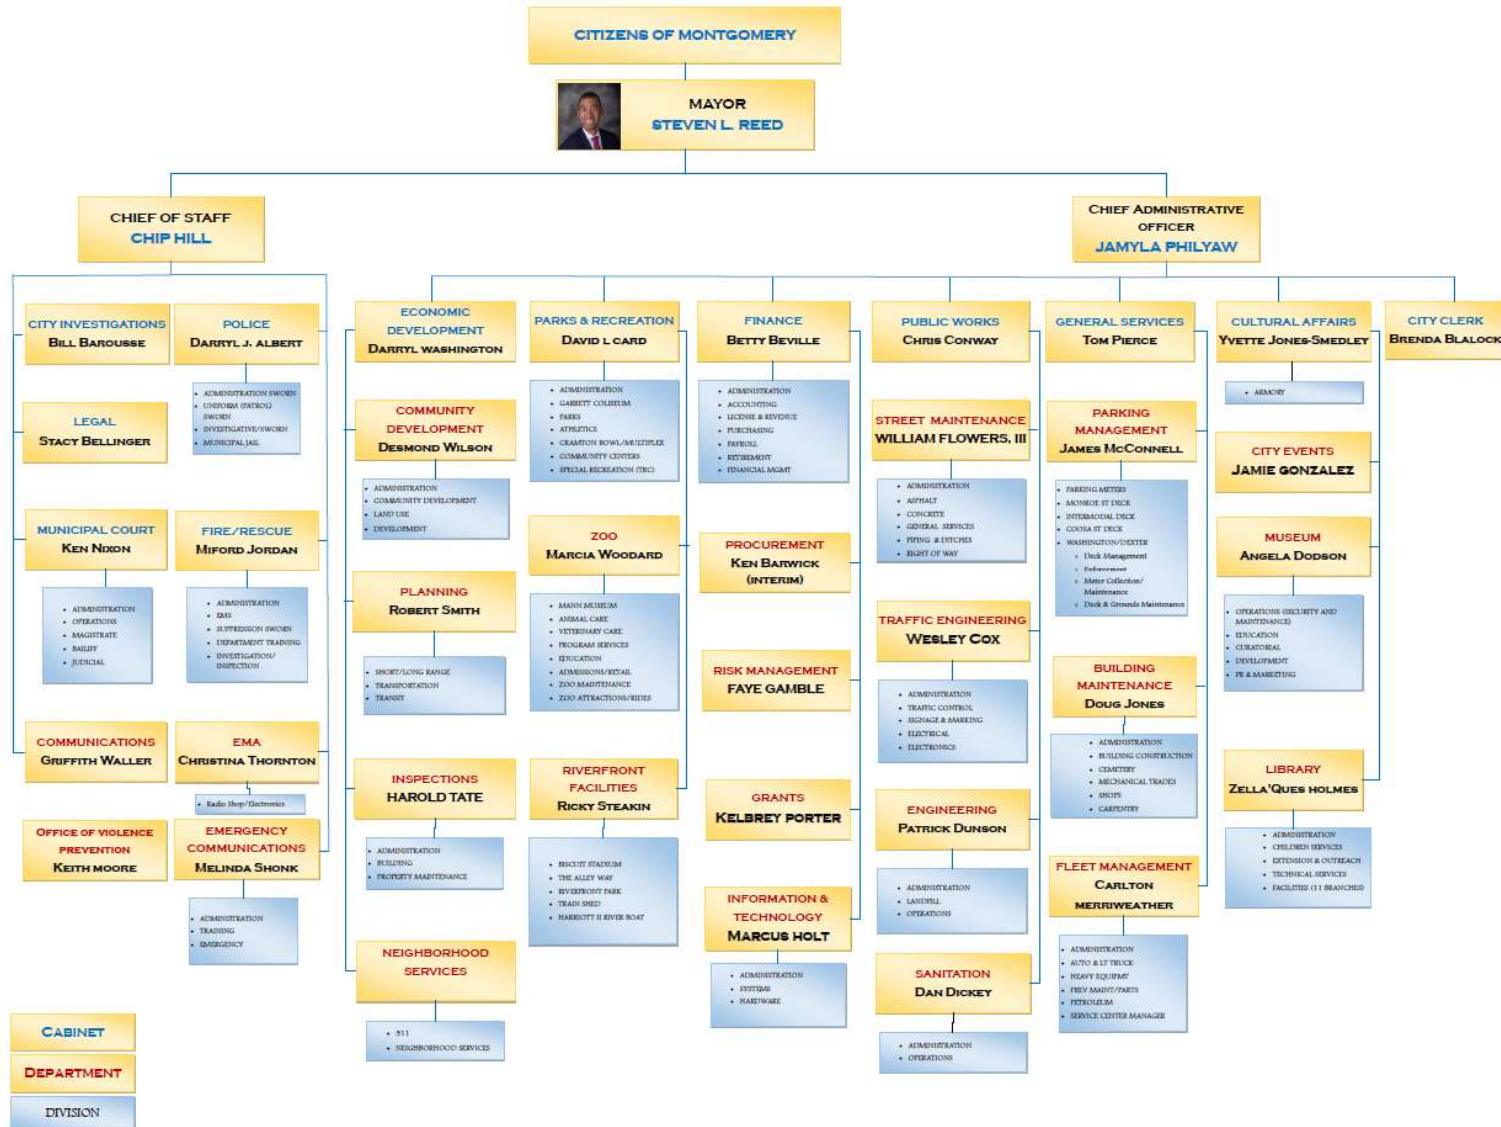 CITIZENS OF MONTGOMERY
MAYOR
STEVEN L. REED
CHIEF OF STAFF
CHIP HILL
CHIEF ADMINISTRATIVE
OFFICER
JAMYLA PHILYAW
CITY INVESTIGATIONS
BILL BAROUSSE
POLICE
DARRYL J. ALBERT
• ADMINISTRATION SWORN
• UNIFORM (PATROL)
SWORN
• INVESTIGATIVE/SWORN
• MUNICIPAL JAIL
LEGAL
STACY BELLINGER
MUNICIPAL COURT
KEN NIXON
• ADMINISTRATION
• OPERATIONS
• MAGISTRATE
• BAILIFF
• JUDICIAL
FIRE/RESCUE
MIFORD JORDAN
• ADMINISTRATION
• EMS
• SUPPRESSION SWORN
• DEPARTMENT TRAINING
• INVESTIGATION/
INSPECTION
COMMUNICATIONS
GRIFFITH WALLER
EMA
CHRISTINA THORNTON
• Radio Shop/Electronics
OFFICE OF VIOLENCE
PREVENTION
KEITH MOORE
EMERGENCY
COMMUNICATIONS
MELINDA SHONK
• ADMINISTRATION
• TRAINING
• EMERGENCY
ECONOMIC
DEVELOPMENT
DARRYL WASHINGTON
COMMUNITY
DEVELOPMENT
DESMOND WILSON
• ADMINISTRATION
• COMMUNITY DEVELOPMENT
• LAND USE
• DEVELOPMENT
PLANNING
ROBERT SMITH
• SHORT/LONG RANGE
• TRANSPORTATION
• TRANSIT
INSPECTIONS
HAROLD TATE
• ADMINISTRATION
• BUILDING
• PROPERTY MAINTENANCE
NEIGHBORHOOD
SERVICES
• 311
• NEIGHBORHOOD SERVICES
PARKS & RECREATION
DAVID L CARD
• ADMINISTRATION
• GARRETT COLISEUM
• PARKS
• ATHLETICS
• CRAMTON BOWL/MULTIPLEX
• COMMUNITY CENTERS
• SPECIAL RECREATION (TRC)
ZOO
MARCIA WOODARD
• MANN MUSEUM
• ANIMAL CARE
• VETERINARY CARE
• PROGRAM SERVICES
• EDUCATION
• ADMISSIONS/RETAIL
• ZOO MAINTENANCE
• ZOO ATTRACTIONS/RIDES
RIVERFRONT
FACILITIES
RICKY STEAKIN
• BISCUIT STADIUM
• THE ALLEY WAY
• RIVERFRONT PARK
• TRAIN SHED
• HARRIOTT II RIVER BOAT
FINANCE
BETTY BEVILLE
• ADMINISTRATION
• ACCOUNTING
• LICENSE & REVENUE
• PURCHASING
• PAYROLL
• RETIREMENT
• FINANCIAL MGMT
PROCUREMENT
KEN BARWICK
(INTERIM)
RISK MANAGEMENT
FAYE GAMBLE
GRANTS
KELBREY PORTER
INFORMATION &
TECHNOLOGY
MARCUS HOLT
• ADMINISTRATION
• SYSTEMS
• HARDWARE
PUBLIC WORKS
CHRIS CONWAY
STREET MAINTENANCE
WILLIAM FLOWERS, III
• ADMINISTRATION
• ASPHALT
• CONCRETE
• GENERAL SERVICES
• PIPING & DITCHES
• RIGHT OF WAY
TRAFFIC ENGINEERING
WESLEY COX
• ADMINISTRATION
• TRAFFIC CONTROL
• SIGNAGE & MARKING
• ELECTRICAL
• ELECTRONICS
ENGINEERING
PATRICK DUNSON
• ADMINISTRATION
• LANDFILL
• OPERATIONS
SANITATION
DAN DICKEY
• ADMINISTRATION
• OPERATIONS
GENERAL SERVICES
TOM PIERCE
PARKING
MANAGEMENT
JAMES MCCONNELL
• PARKING METERS
• MONROE ST DECK
• INTERMODAL DECK
• COOSA ST DECK
• WASHINGTON/DEXTER
o Deck Management
o Enforcement
o Meter Collection/
Maintenance
o Deck & Grounds Maintenance
BUILDING
MAINTENANCE
DOUG JONES
• ADMINISTRATION
• BUILDING CONSTRUCTION
• CEMETERY
• MECHANICAL TRADES
• SHOPS
• CARPENTRY
FLEET MANAGEMENT
CARLTON
MERRIWEATHER
• ADMINISTRATION
• AUTO & LT TRUCK
• HEAVY EQUIPMT
• PREV MAINT/PARTS
• PETROLEUM
• SERVICE CENTER MANAGER
CULTURAL AFFAIRS
YVETTE JONES-SMEDLEY
• ARMORY
CITY EVENTS
JAMIE GONZALEZ
MUSEUM
ANGELA DODSON
• OPERATIONS (SECURITY AND
MAINTENANCE)
• EDUCATION
• CURATORIAL
• DEVELOPMENT
• PR & MARKETING
LIBRARY
ZELLA'QUES HOLMES
• ADMINISTRATION
• CHILDREN SERVICES
• EXTENSION & OUTREACH
• TECHNICAL SERVICES
• FACILITIES (11 BRANCHES)
CITY CLERK
BRENDA BLALOCK
CABINET
DEPARTMENT
DIVISION